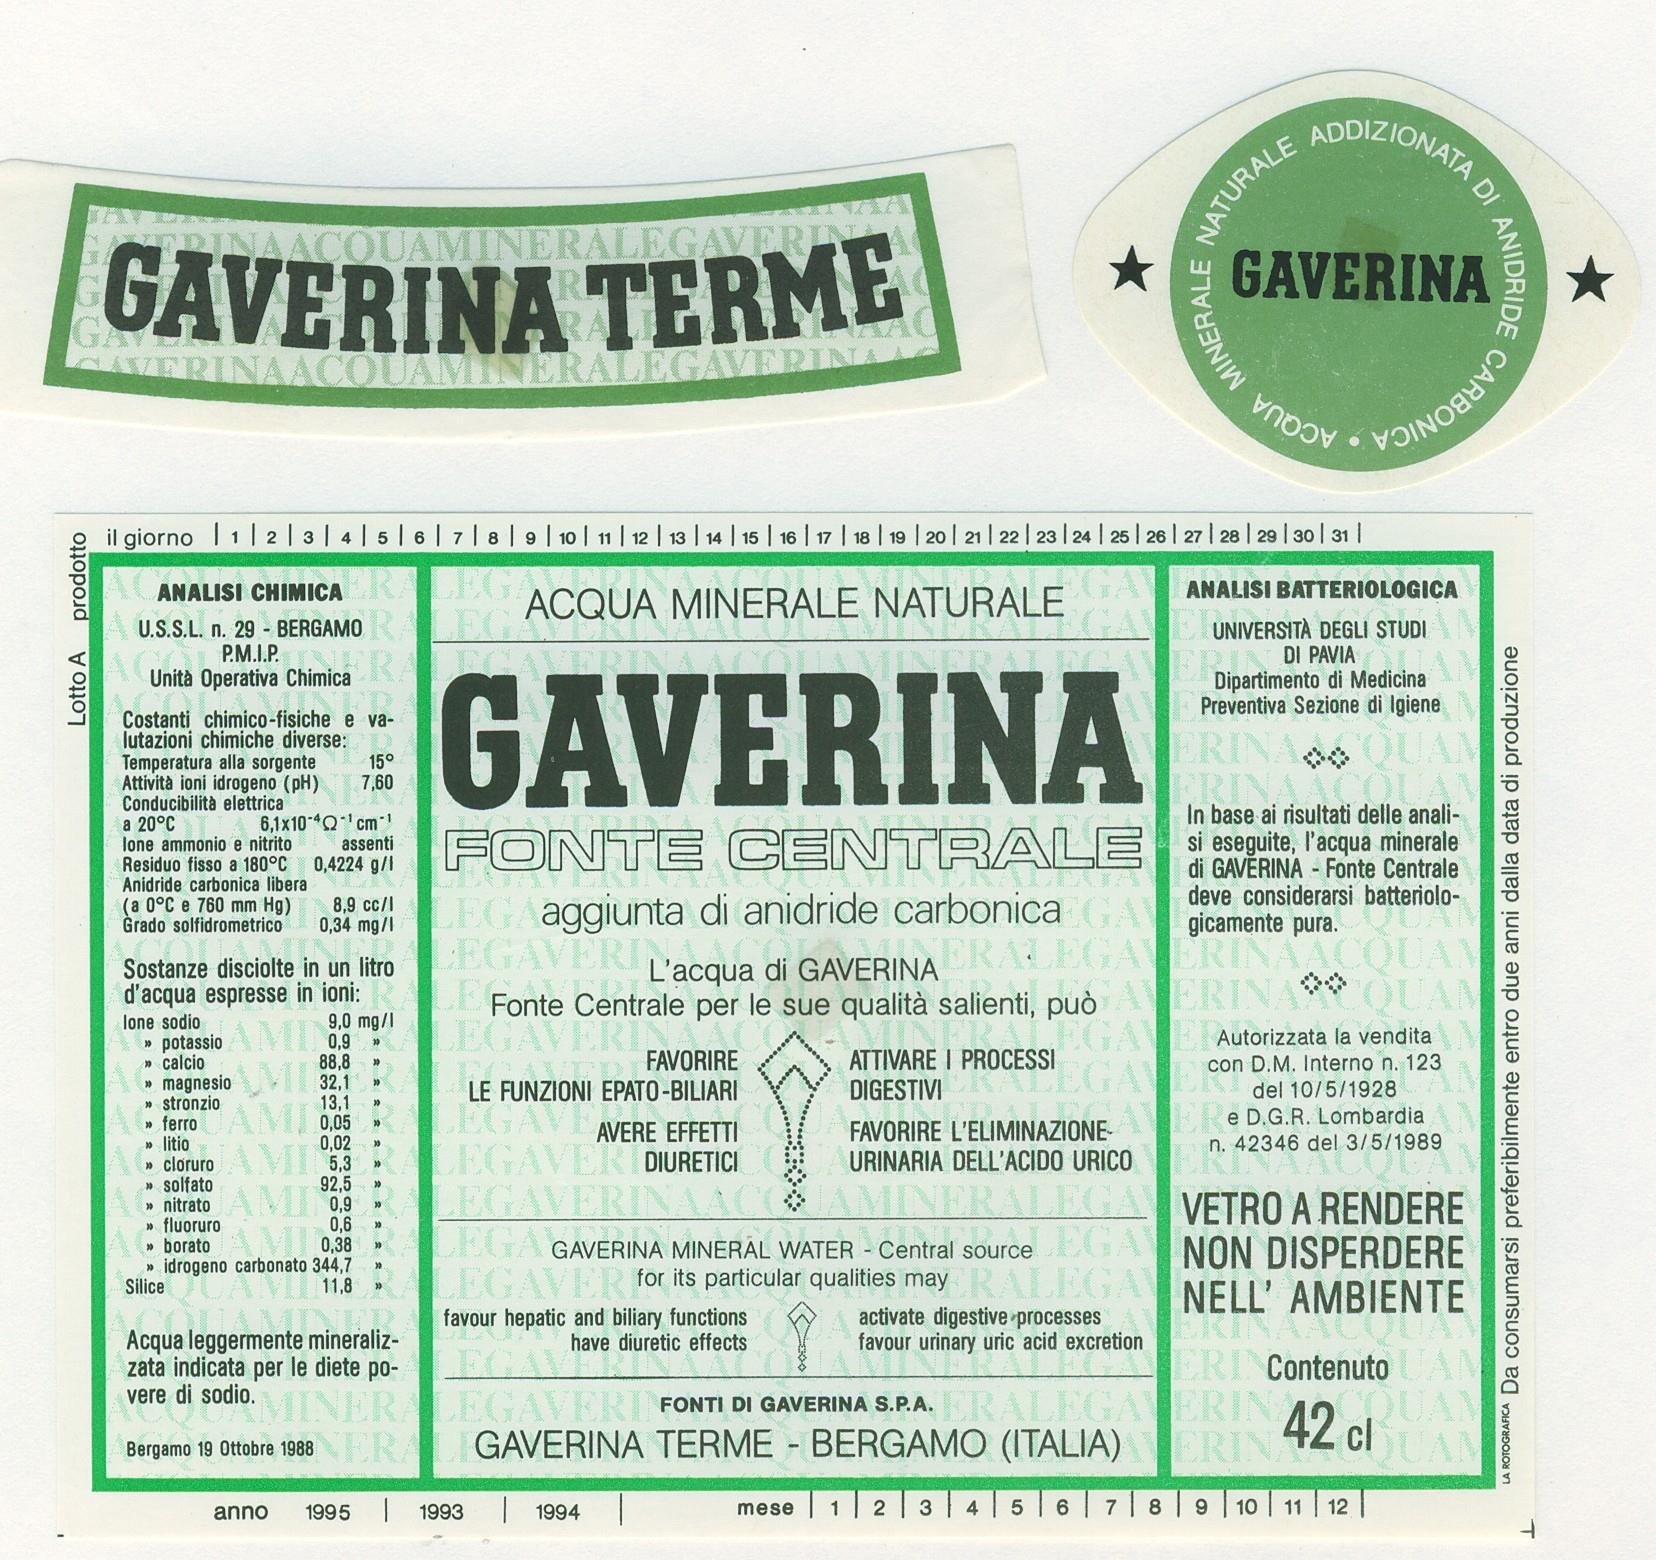 GAVERINA TERME
ACQUA MINERALE NATURALE ADDIZIONATA DI ANIDRIDE CARBONICA •
GAVERINA
Lotto A prodotto
il giorno | 1 | 2 | 3 | 4 | 5 | 6 | 7 | 8 | 9 | 10 | 11 | 12 | 13 | 14 | 15 | 16 | 17 | 18 | 19 | 20 | 21 | 22 | 23 | 24 | 25 | 26 | 27 | 28 | 29 | 30 | 31 |
ANALISI CHIMICA
U.S.S.L. n. 29 - BERGAMO
P.M.I.P.
Unità Operativa Chimica
Costanti chimico-fisiche e va-
lutazioni chimiche diverse:
Temperatura alla sorgente 15°
Attività ioni idrogeno (pH) 7,60
Conducibilità elettrica
a 20°C 6,1x10⁻⁴Ω⁻¹cm⁻¹
Ione ammonio e nitrito assenti
Residuo fisso a 180°C 0,4224 g/l
Anidride carbonica libera
(a 0°C e 760 mm Hg) 8,9 cc/l
Grado solfidrometrico 0,34 mg/l
Sostanze disciolte in un litro
d'acqua espresse in ioni:
Ione sodio 9,0 mg/l
» potassio 0,9 »
» calcio 88,8 »
» magnesio 32,1 »
» stronzio 13,1 »
» ferro 0,05 »
» litio 0,02 »
» cloruro 5,3 »
» solfato 92,5 »
» nitrato 0,9 »
» fluoruro 0,6 »
» borato 0,38 »
» idrogeno carbonato 344,7 »
Silice 11,8 »
Acqua leggermente mineraliz-
zata indicata per le diete po-
vere di sodio.
Bergamo 19 Ottobre 1988
ACQUA MINERALE NATURALE
GAVERINA
FONTE CENTRALE
aggiunta di anidride carbonica
L'acqua di GAVERINA
Fonte Centrale per le sue qualità salienti, può
FAVORIRE
LE FUNZIONI EPATO-BILIARI
AVERE EFFETTI
DIURETICI
ATTIVARE I PROCESSI
DIGESTIVI
FAVORIRE L'ELIMINAZIONE
URINARIA DELL'ACIDO URICO
GAVERINA MINERAL WATER - Central source
for its particular qualities may
favour hepatic and biliary functions
have diuretic effects
activate digestive processes
favour urinary uric acid excretion
FONTI DI GAVERINA S.P.A.
GAVERINA TERME - BERGAMO (ITALIA)
ANALISI BATTERIOLOGICA
UNIVERSITÀ DEGLI STUDI
DI PAVIA
Dipartimento di Medicina
Preventiva Sezione di Igiene
In base ai risultati delle anali-
si eseguite, l'acqua minerale
di GAVERINA - Fonte Centrale
deve considerarsi batteriolo-
gicamente pura.
Autorizzata la vendita
con D.M. Interno n. 123
del 10/5/1928
e D.G.R. Lombardia
n. 42346 del 3/5/1989
VETRO A RENDERE
NON DISPERDERE
NELL' AMBIENTE
Contenuto
42 cl
Da consumarsi preferibilmente entro due anni dalla data di produzione
LA ROTOGRAFICA
anno 1995 | 1993 | 1994 |
mese | 1 | 2 | 3 | 4 | 5 | 6 | 7 | 8 | 9 | 10 | 11 | 12 |